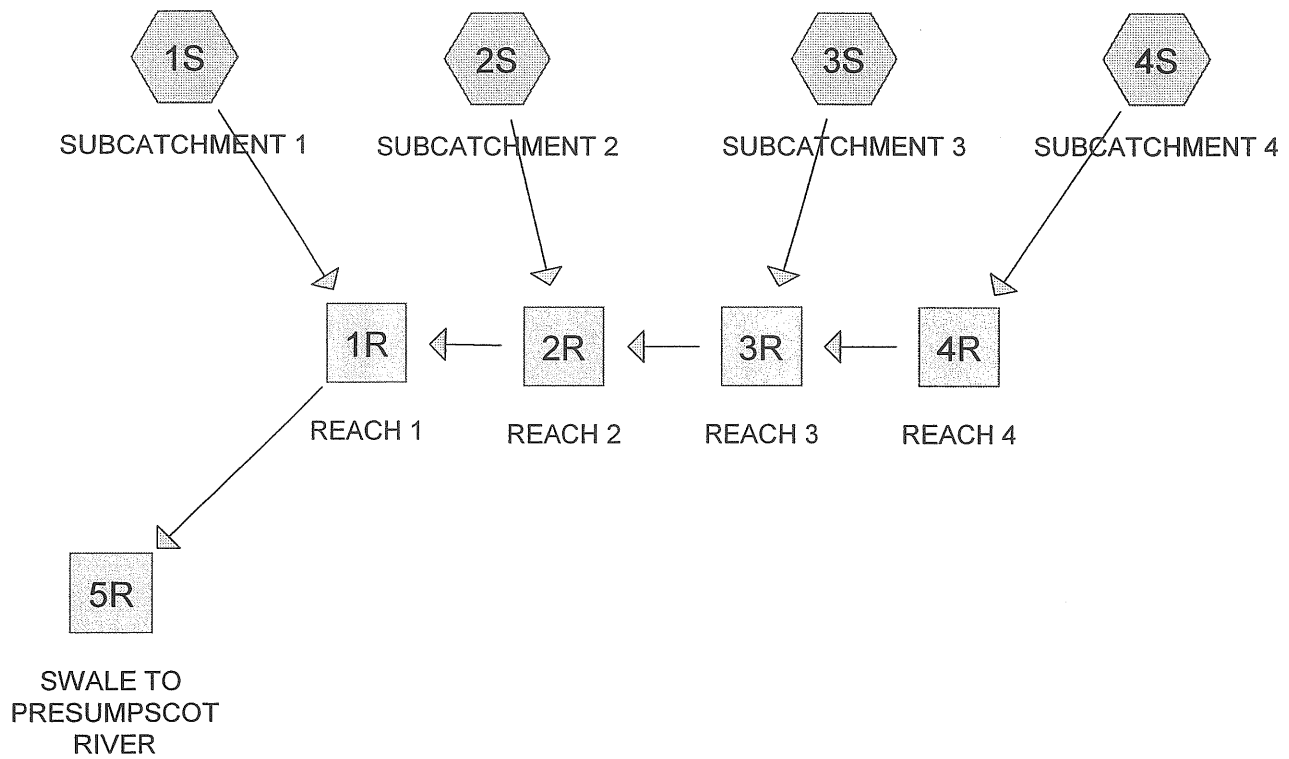 1S
2S
3S
4S
SUBCATCHMENT 1
SUBCATCHMENT 2
SUBCATCHMENT 3
SUBCATCHMENT 4
1R
2R
3R
4R
REACH 1
REACH 2
REACH 3
REACH 4
5R
SWALE TO
PRESUMPSCOT
RIVER